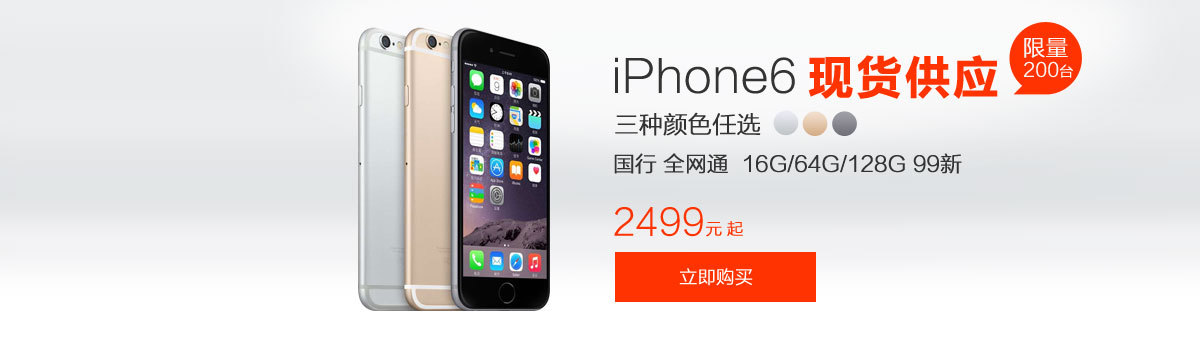 iPhone6 现货供应
限量
200台
三种颜色任选
国行 全网通 16G/64G/128G 99新
2499元 起
立即购买